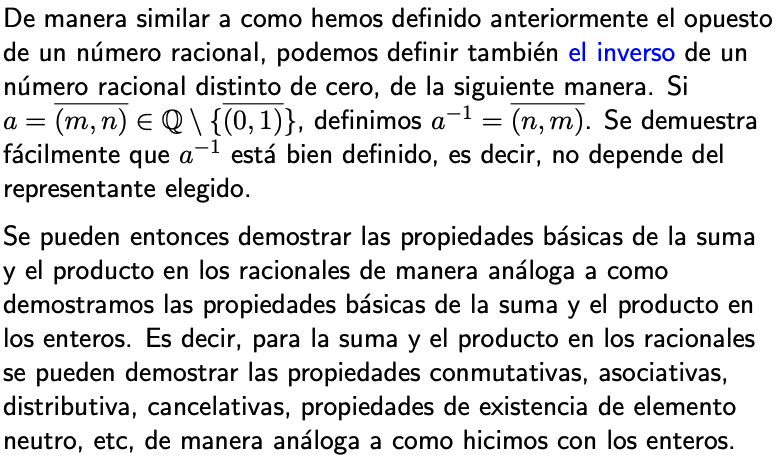 De manera similar a como hemos definido anteriormente el opuesto
de un número racional, podemos definir también el inverso de un
número racional distinto de cero, de la siguiente manera. Si
$a = \overline{(m, n)} \in \mathbb{Q} \setminus \{\overline{(0, 1)}\}$, definimos $a^{-1} = \overline{(n, m)}$. Se demuestra
fácilmente que $a^{-1}$ está bien definido, es decir, no depende del
representante elegido.
Se pueden entonces demostrar las propiedades básicas de la suma
y el producto en los racionales de manera análoga a como
demostramos las propiedades básicas de la suma y el producto en
los enteros. Es decir, para la suma y el producto en los racionales
se pueden demostrar las propiedades conmutativas, asociativas,
distributiva, cancelativas, propiedades de existencia de elemento
neutro, etc, de manera análoga a como hicimos con los enteros.